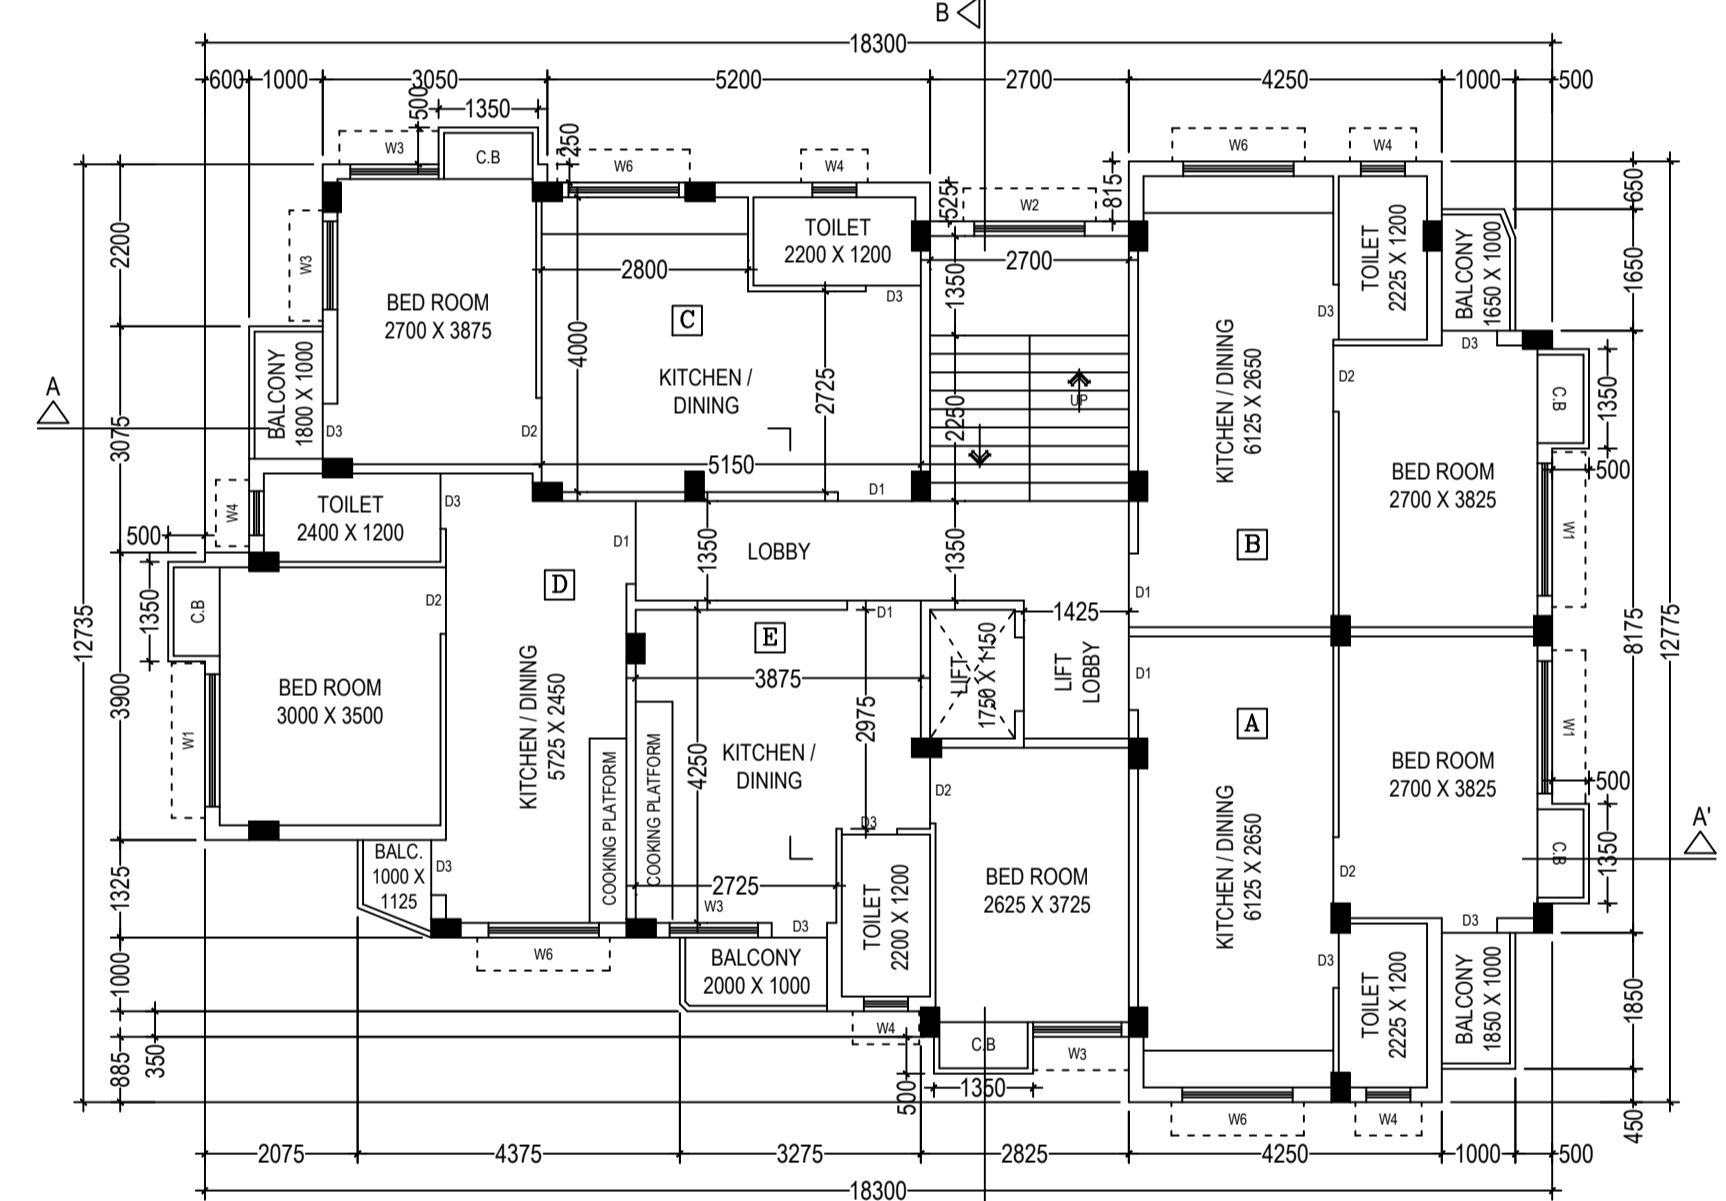 B
18300
600
1000
3050
5200
2700
4250
1000
500
500
1350
250
W3
C.B
W6
W4
525
W2
815
W6
W4
650
2200
W3
BED ROOM
2700 X 3875
2800
TOILET
2200 X 1200
D3
1350
2700
TOILET
2225 X 1200
BALCONY
1650 X 1000
1650
D3
D3
C
4000
KITCHEN /
DINING
2725
2250
UP
KITCHEN / DINING
6125 X 2650
D2
C.B
1350
A
3075
BALCONY
1800 X 1000
D3
D2
5150
D1
BED ROOM
2700 X 3825
500
W4
TOILET
2400 X 1200
D3
500
D1
1350
LOBBY
1350
B
W1
D
12735
1350
C.B
D2
D1
D1
1425
E
3875
LIFT
1750 X 1150
LIFT
LOBBY
8175
12775
D1
3900
W1
BED ROOM
3000 X 3500
KITCHEN / DINING
5725 X 2450
COOKING PLATFORM
COOKING PLATFORM
4250
KITCHEN /
DINING
2975
D2
A
KITCHEN / DINING
6125 X 2650
BED ROOM
2700 X 3825
W1
500
A'
C.B
1350
D3
D2
BALC.
1000 X
1125
D3
1325
2725
W3
D3
TOILET
2200 X 1200
BED ROOM
2625 X 3725
D3
D3
W6
BALCONY
2000 X 1000
1000
TOILET
2225 X 1200
BALCONY
1850 X 1000
1850
W4
C.B
W3
350
885
500
1350
W6
W4
450
2075
4375
3275
2825
4250
1000
500
18300